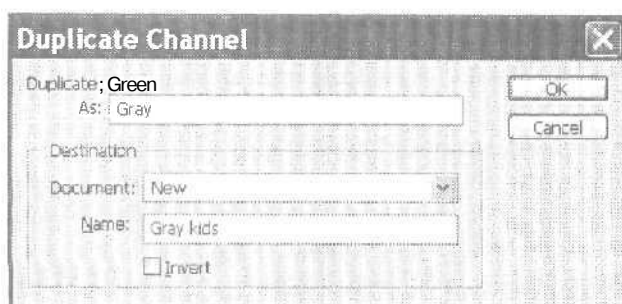 Duplicate Channel
Duplicate; Green
As: Gray
OK
Cancel
Destination
Document: New
Name: Gray kids
Invert